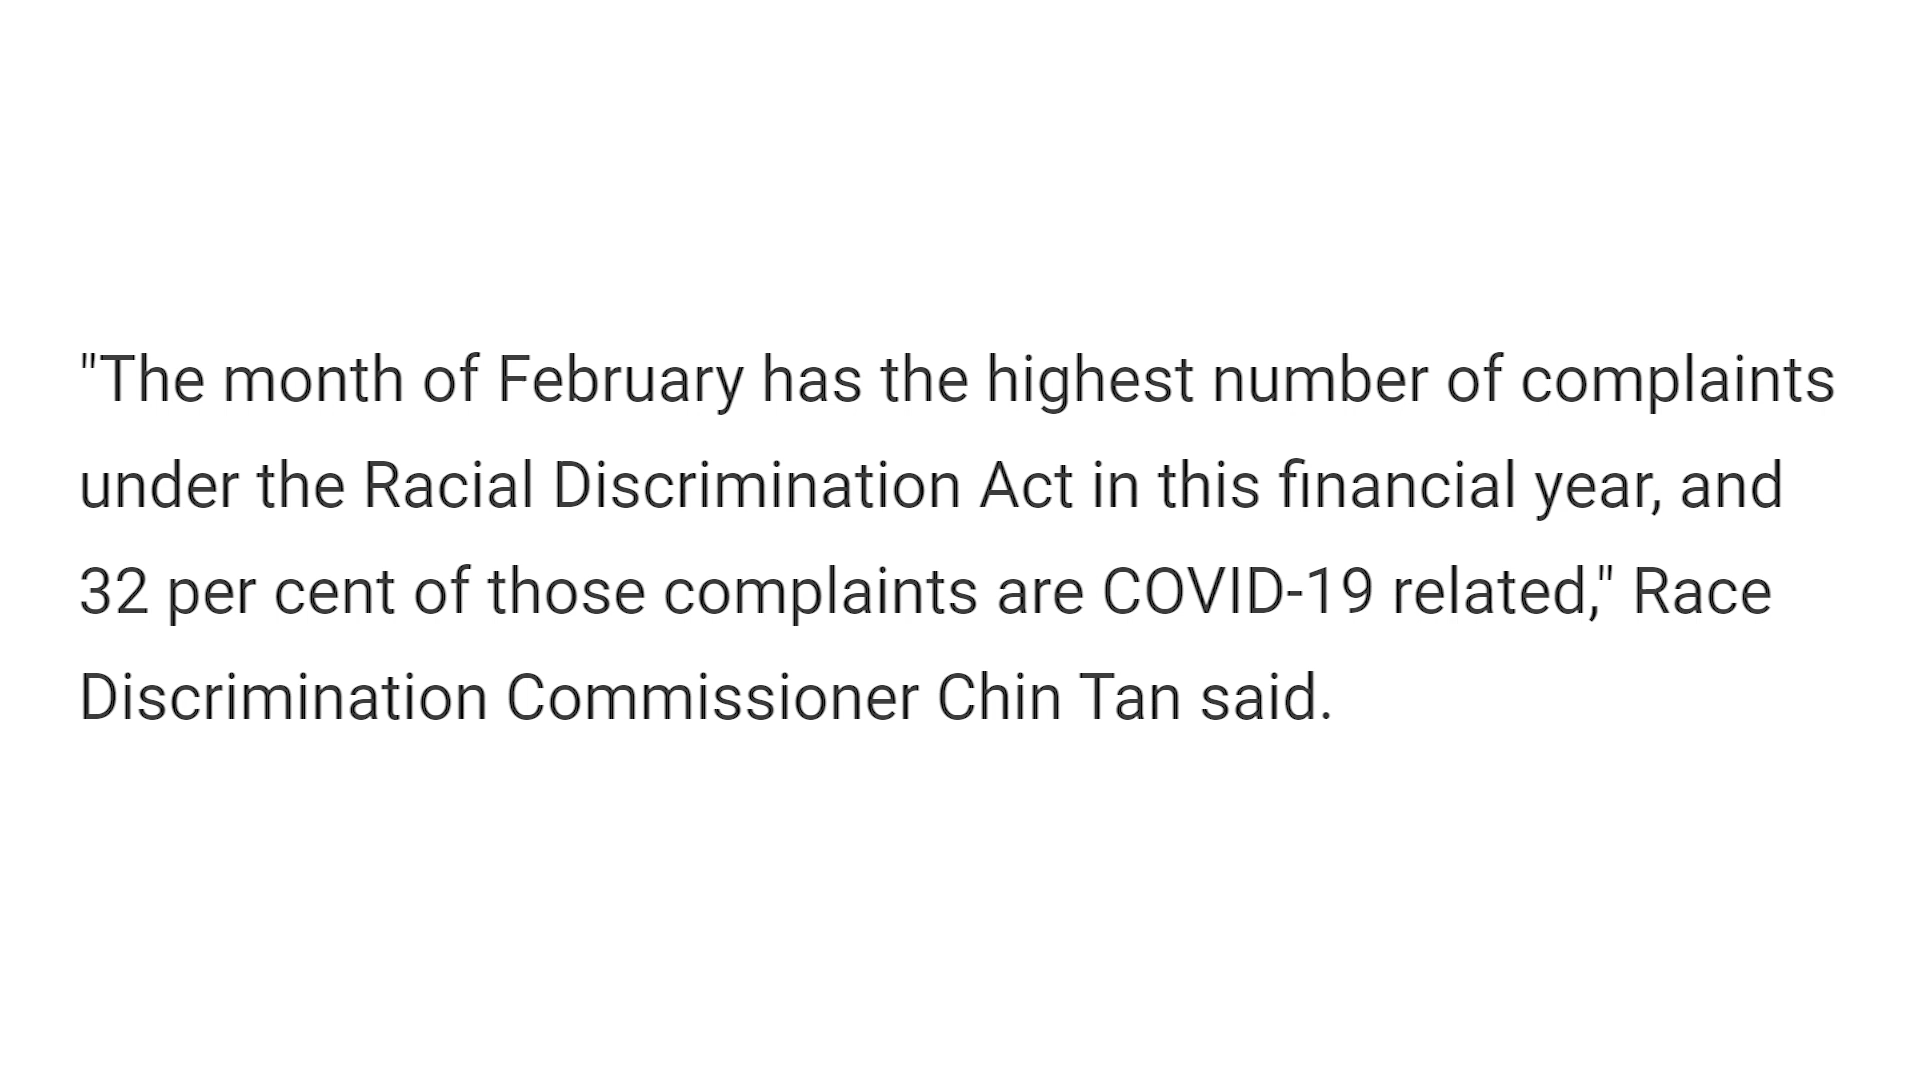 "The month of February has the highest number of complaints
under the Racial Discrimination Act in this financial year, and
32 per cent of those complaints are COVID-19 related," Race
Discrimination Commissioner Chin Tan said.